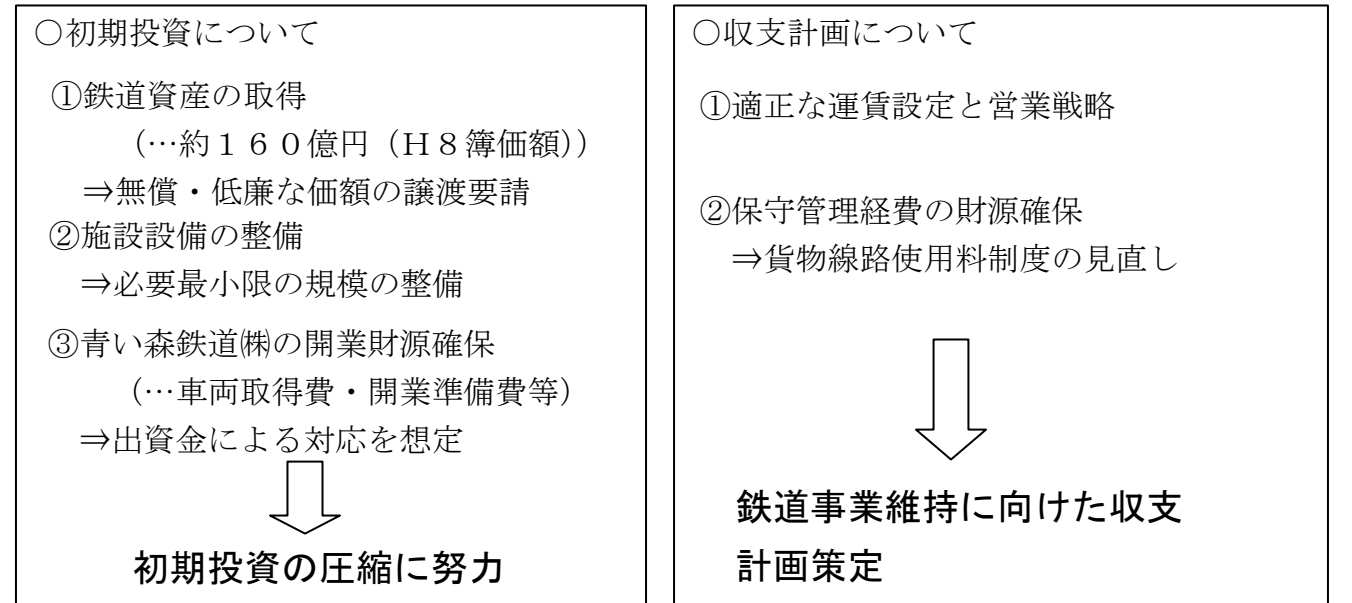 ○初期投資について
①鉄道資産の取得
（…約１６０億円（Ｈ８簿価額））
⇒無償・低廉な価額の譲渡要請
②施設設備の整備
⇒必要最小限の規模の整備
③青い森鉄道㈱の開業財源確保
（…車両取得費・開業準備費等）
⇒出資金による対応を想定
初期投資の圧縮に努力
○収支計画について
①適正な運賃設定と営業戦略
②保守管理経費の財源確保
⇒貨物線路使用料制度の見直し
鉄道事業維持に向けた収支
計画策定